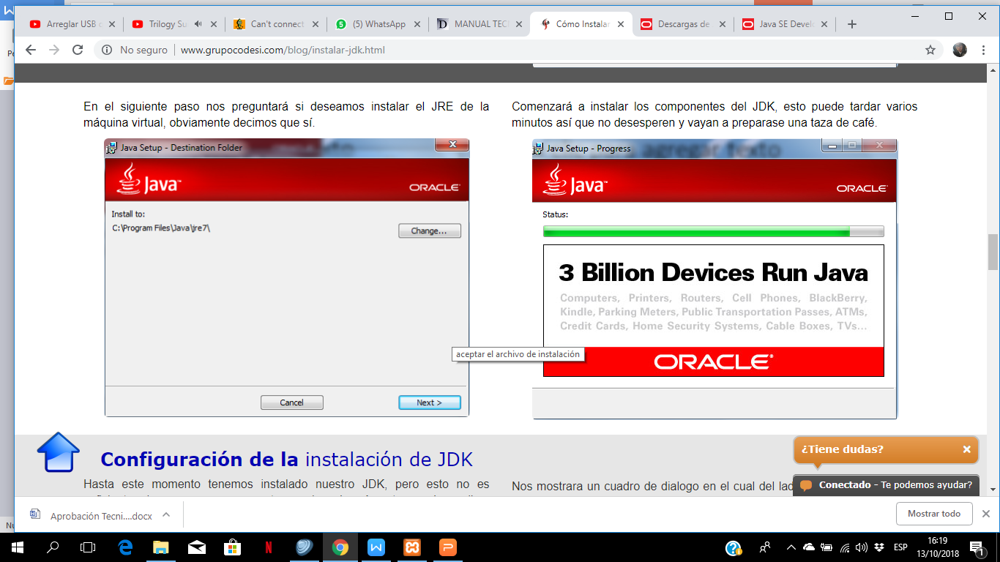 Arreglar USB c
Trilogy Su
Can't connect
(5) WhatsApp
MANUAL TEC
Cómo Instalar
Descargas de
Java SE Devel
No seguro
www.grupocodesi.com/blog/instalar-jdk.html
En el siguiente paso nos preguntará si deseamos instalar el JRE de la
máquina virtual, obviamente decimos que sí.
Java Setup - Destination Folder
Java™
ORACLE®
Install to:
C:\Program Files\Java\jre7\
Change...
Cancel
Next >
Comenzará a instalar los componentes del JDK, esto puede tardar varios
minutos así que no desesperen y vayan a preparase una taza de café.
Java Setup - Progress
agregar texto
Java™
ORACLE®
Status:
3 Billion Devices Run Java
Computers, Printers, Routers, Cell Phones, BlackBerry,
Kindle, Parking Meters, Public Transportation Passes, ATMs,
Credit Cards, Home Security Systems, Cable Boxes, TVs...
ORACLE®
aceptar el archivo de instalación
Configuración de la instalación de JDK
Hasta este momento tenemos instalado nuestro JDK, pero esto no es
Nos mostrara un cuadro de dialogo en el cual del lad
¿Tiene dudas?
Conectado - Te podemos ayudar?
Aprobación Tecni....docx
Mostrar todo
ESP
16:19
13/10/2018
1